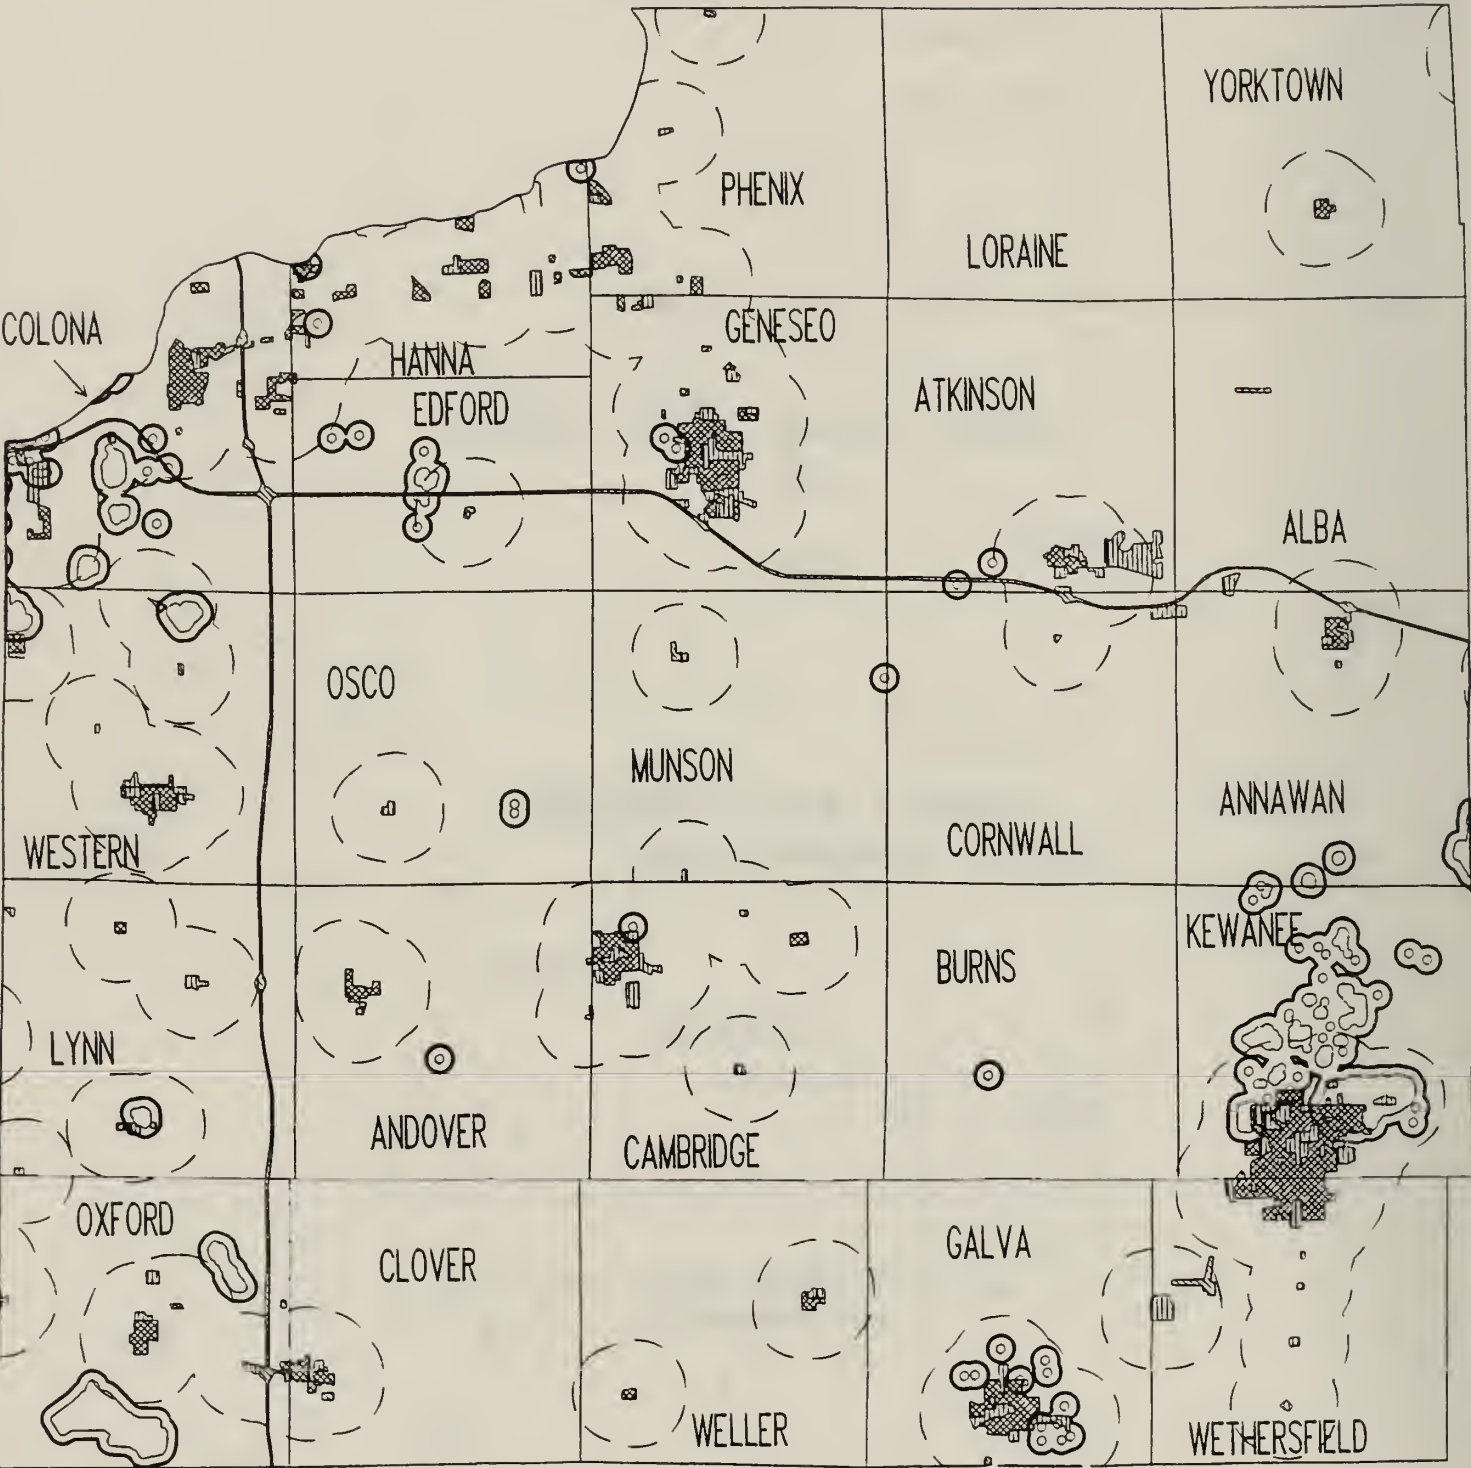 YORKTOWN
PHENIX
LORAINE
COLONA
GENESEO
HANNA
EDFORD
ATKINSON
ALBA
OSCO
MUNSON
ANNAWAN
WESTERN
CORNWALL
KEWANEE
BURNS
LYNN
ANDOVER
CAMBRIDGE
OXFORD
GALVA
CLOVER
WELLER
WETHERSFIELD